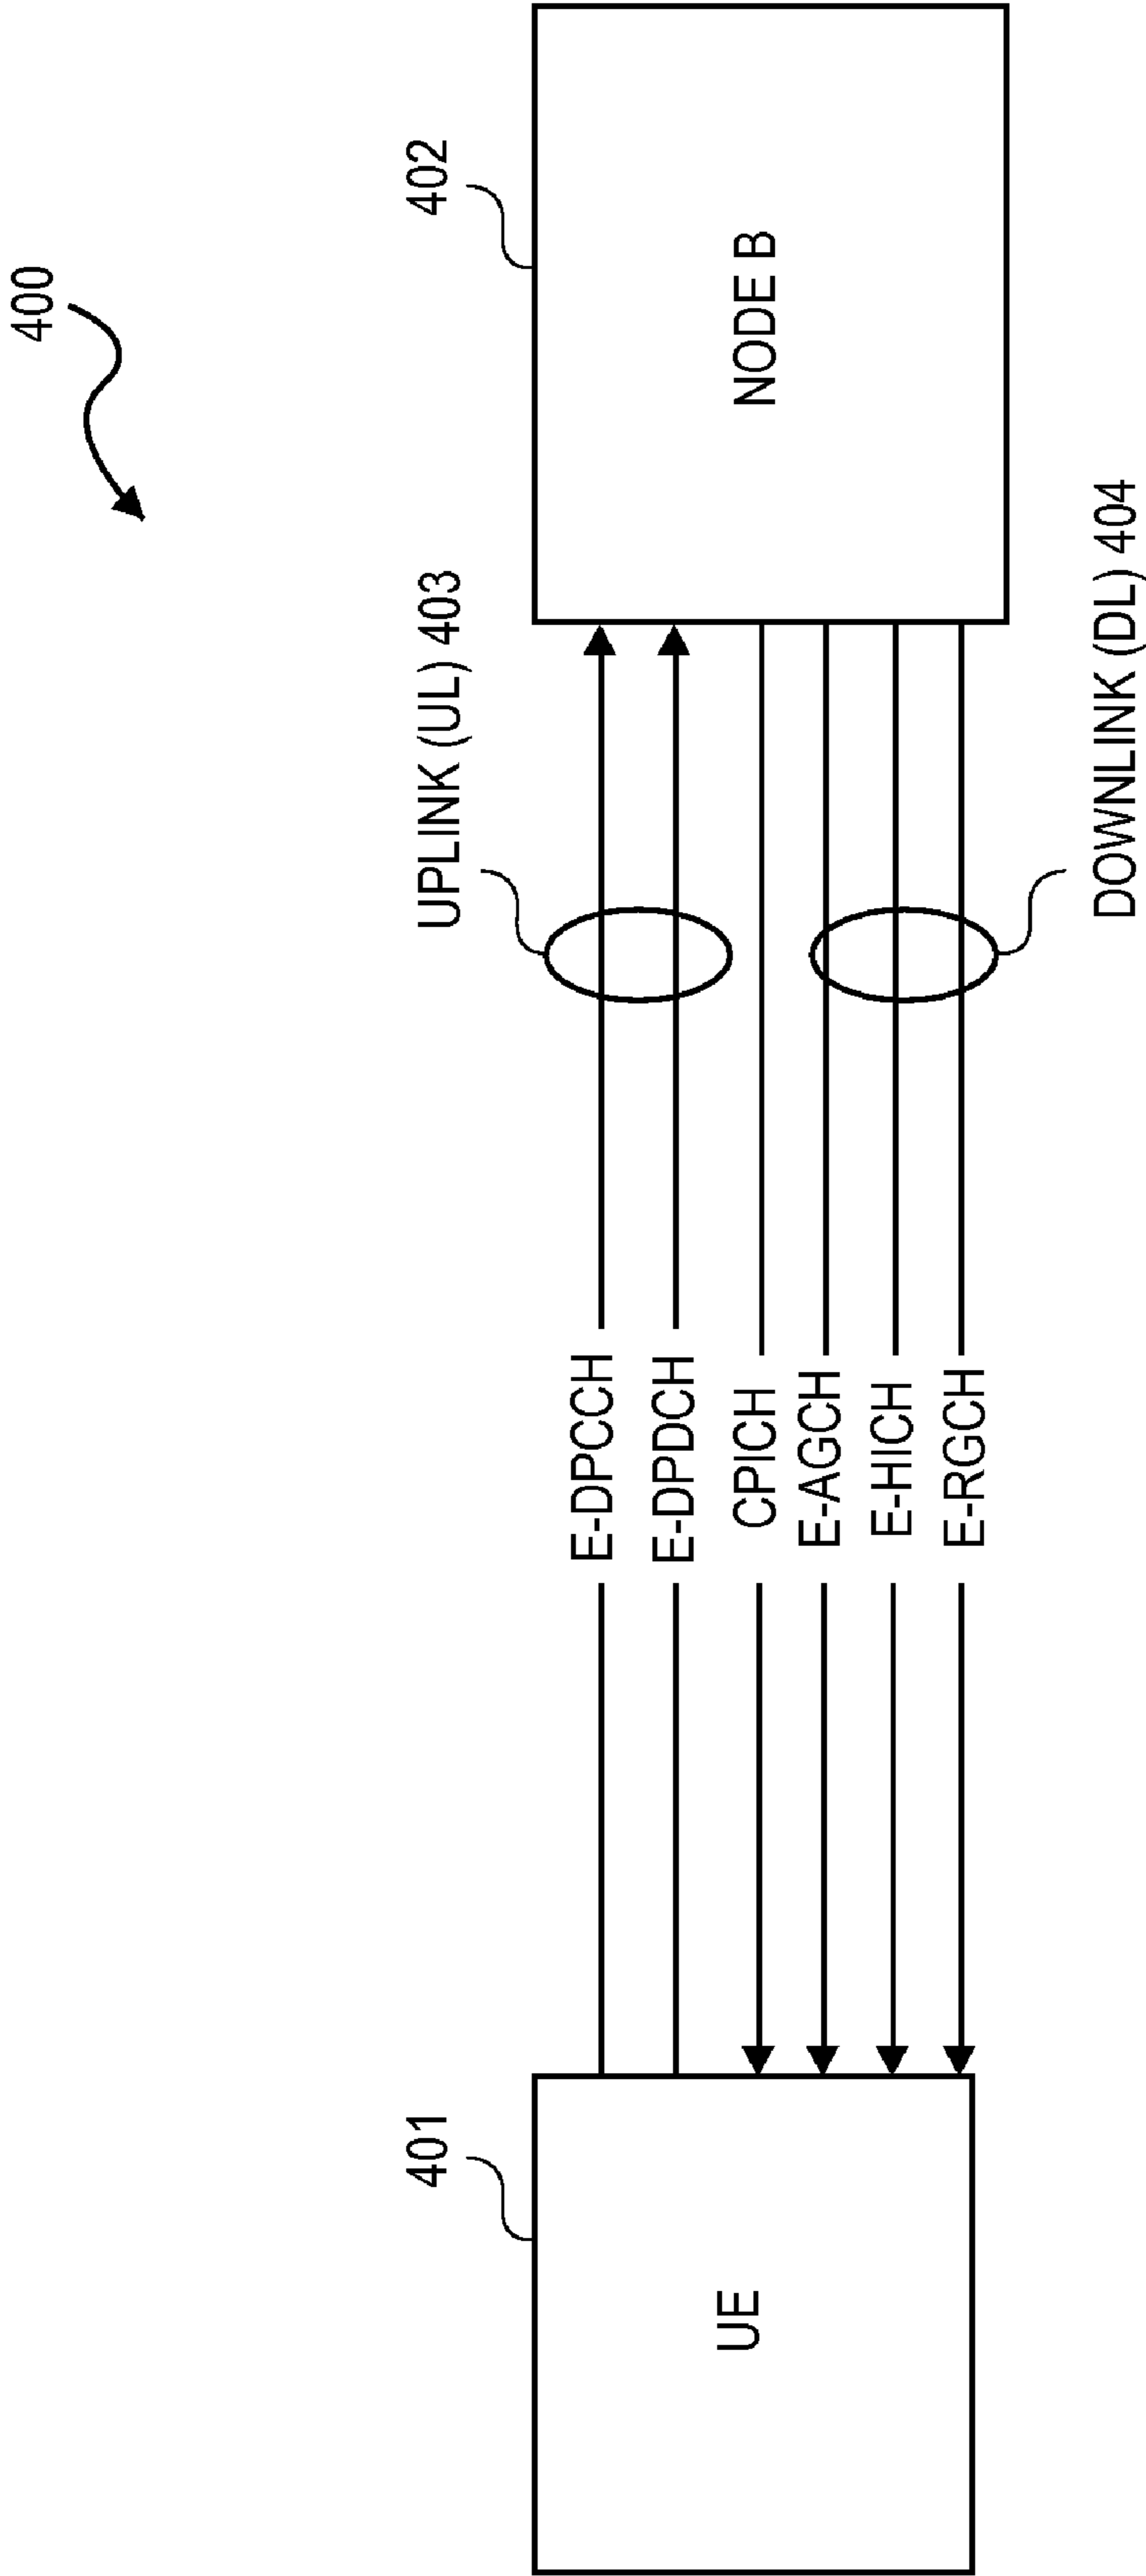 400
401
402
UE
NODE B
UPLINK (UL) 403
E-DPCCH
E-DPDCH
CPICH
E-AGCH
E-HICH
E-RGCH
DOWNLINK (DL) 404